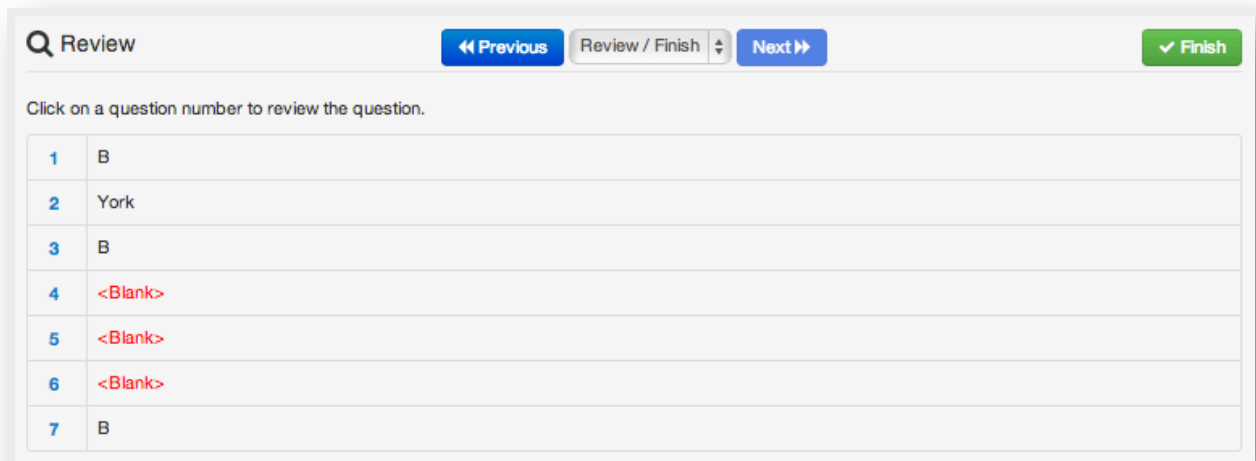 Review
Previous
Review / Finish
Next
Finish
Click on a question number to review the question.
1 B
2 York
3 B
4 <Blank>
5 <Blank>
6 <Blank>
7 B